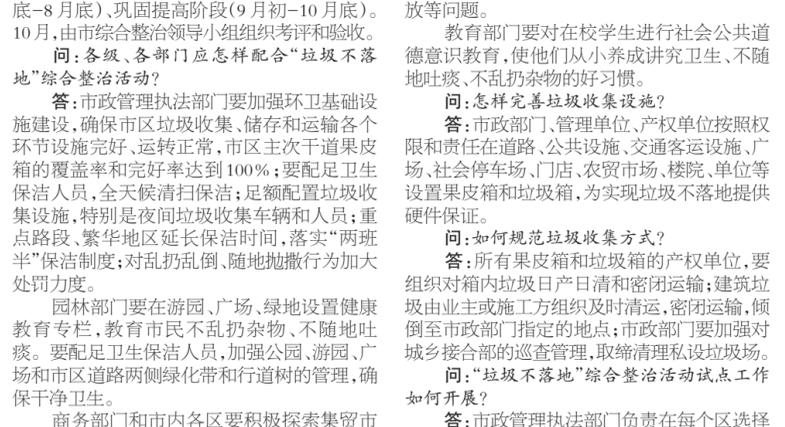 底-8月底)、巩固提高阶段(9月初-10月底)。
10月,由市综合整治领导小组组织考评和验收。
问:各级、各部门应怎样配合“垃圾不落
地”综合整治活动?
答:市政管理执法部门要加强环卫基础设
施建设,确保市区垃圾收集、储存和运输各个
环节设施完好、运转正常,市区主次干道果皮
箱的覆盖率和完好率达到100%;要配足卫生
保洁人员,全天候清扫保洁;足额配置垃圾收
集设施,特别是夜间垃圾收集车辆和人员;重
点路段、繁华地区延长保洁时间,落实“两班
半”保洁制度;对乱扔乱倒、随地抛撒行为加大
处罚力度。
园林部门要在游园、广场、绿地设置健康
教育专栏,教育市民不乱扔杂物、不随地吐
痰。要配足卫生保洁人员,加强公园、游园、广
场和市区道路两侧绿化带和行道树的管理,确
保干净卫生。
商务部门和市内各区要积极探索集贸市
放等问题。
教育部门要对在校学生进行社会公共道
德意识教育,使他们从小养成讲究卫生、不随
地吐痰、不乱扔杂物的好习惯。
问:怎样完善垃圾收集设施?
答:市政部门、管理单位、产权单位按照权
限和责任在道路、公共设施、交通客运设施、广
场、社会停车场、门店、农贸市场、楼院、单位等
设置果皮箱和垃圾箱,为实现垃圾不落地提供
硬件保证。
问:如何规范垃圾收集方式?
答:所有果皮箱和垃圾箱的产权单位,要
组织对箱内垃圾日产日清和密闭运输;建筑垃
圾由业主或施工方组织及时清运,密闭运输,倾
倒至市政部门指定的地点;市政部门要加强对
城乡接合部的巡查管理,取缔清理私设垃圾场。
问:“垃圾不落地”综合整治活动试点工作
如何开展?
答:市政管理执法部门负责在每个区选择